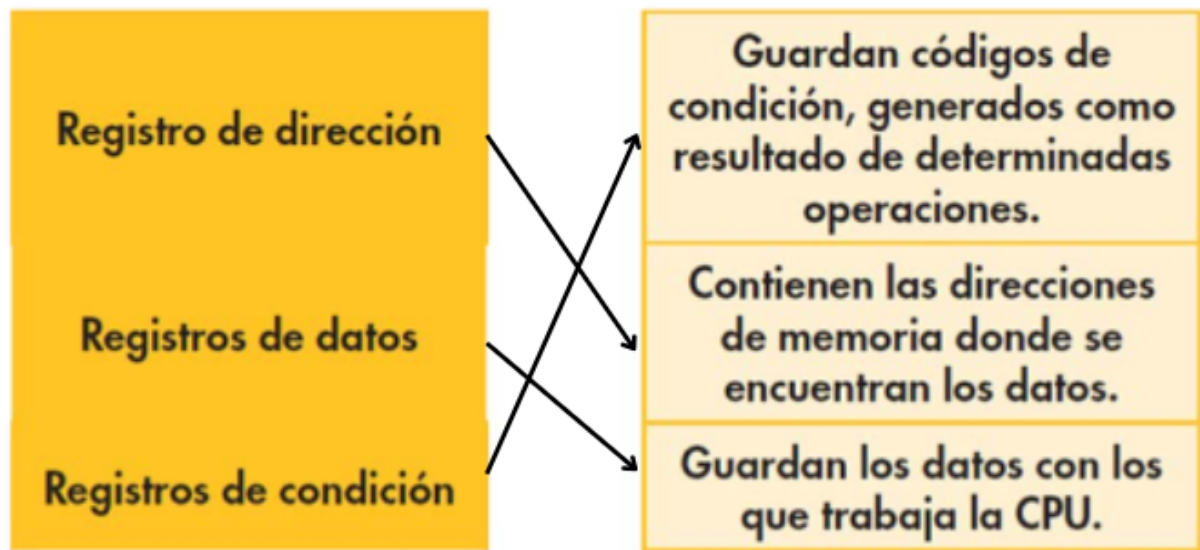 Registro de dirección
Registros de datos
Registros de condición
Guardan códigos de
condición, generados como
resultado de determinadas
operaciones.
Contienen las direcciones
de memoria donde se
encuentran los datos.
Guardan los datos con los
que trabaja la CPU.